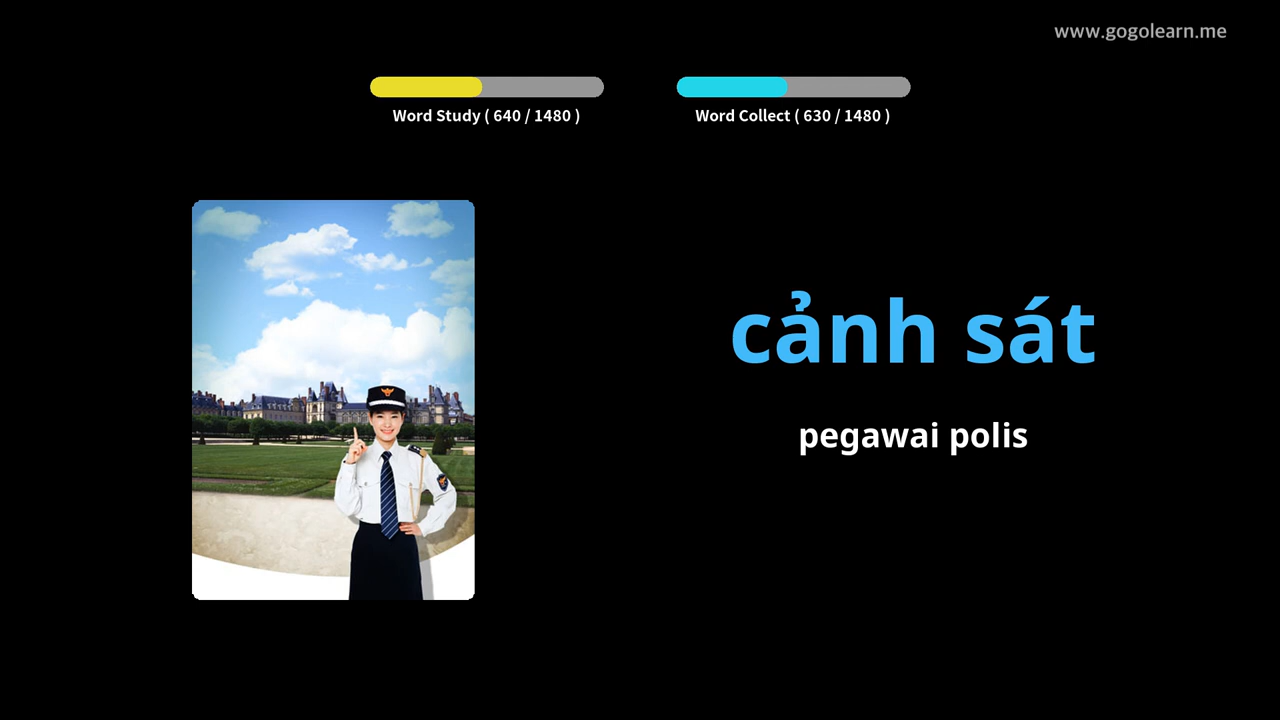 www.gogolearn.me
Word Study ( 640 / 1480 )
Word Collect ( 630 / 1480 )
cảnh sát
pegawai polis